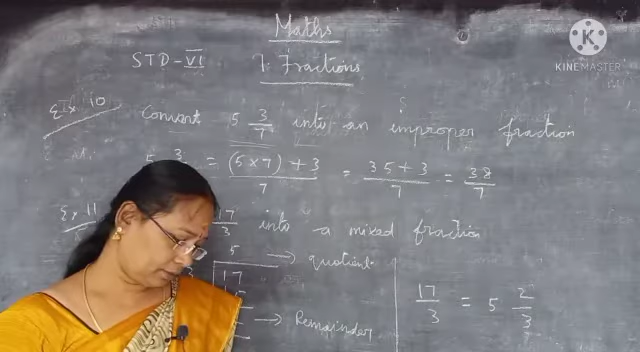 Maths
STD-VI 1. Fractions
KINEMASTER
Ex 10 Convert 5 3/7 into an improper fraction
5 3/7 = (5 x 7) + 3 / 7 = 35 + 3 / 7 = 38/7
Ex 11 17/3 into a mixed fraction
5 → quotient
17
→ Remainder
17/3 = 5 2/3